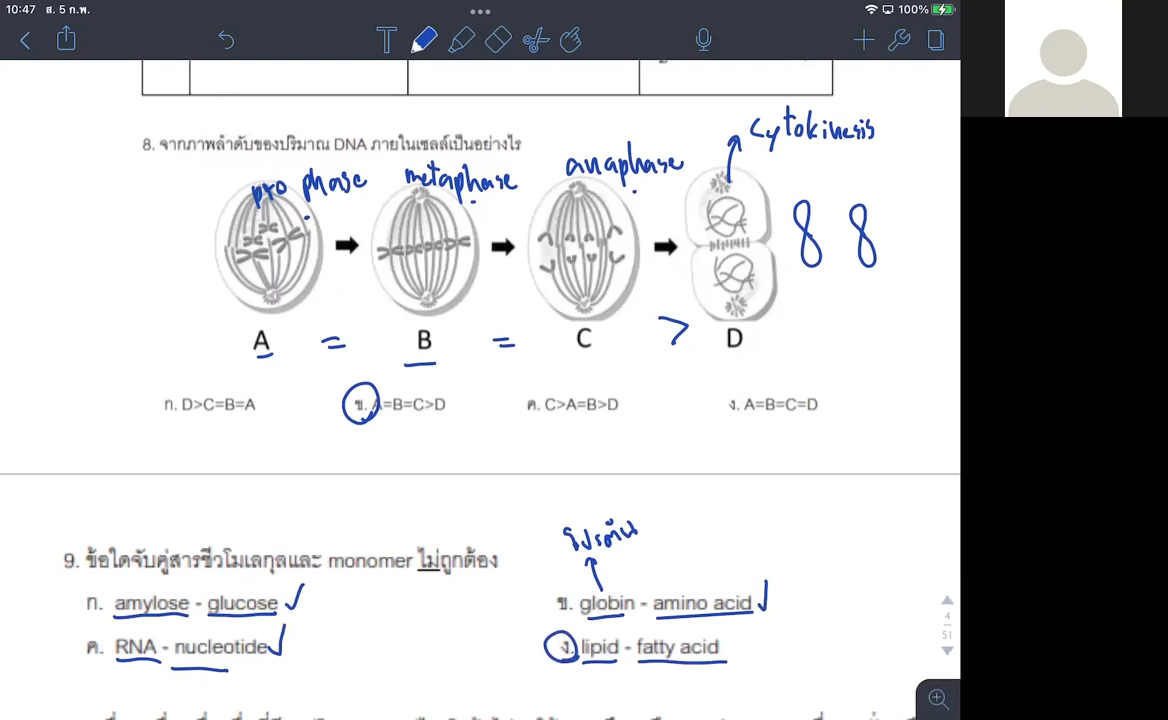 10:47 ส. 5 ก.พ.
100%
T
8. จากภาพลำดับของปริมาณ DNA ภายในเซลล์เป็นอย่างไร
cytokinesis
prophase metaphase anaphase
8 8
A = B = C > D
ก. D>C=B=A ข. A=B=C>D ค. C>A=B>D ง. A=B=C=D
โปรตีน
9. ข้อใดจับคู่สารชีวโมเลกุลและ monomer ไม่ถูกต้อง
ก. amylose - glucose ข. globin - amino acid
ค. RNA - nucleotide ง. lipid - fatty acid
4
51